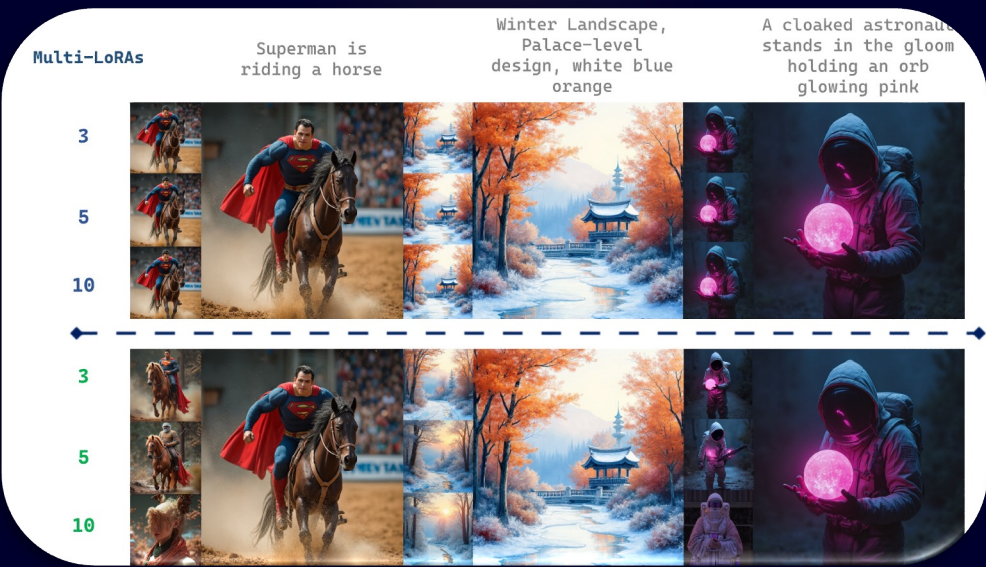 Multi-LoRAs
Superman is
riding a horse
Winter Landscape,
Palace-level
design, white blue
orange
A cloaked astronaut
stands in the gloom
holding an orb
glowing pink
3
5
10
3
5
10